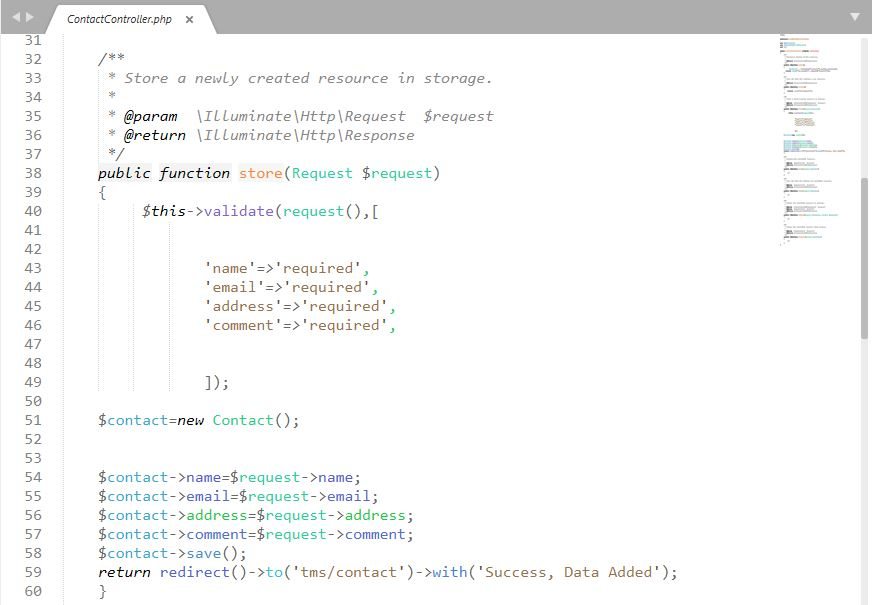 ContactController.php ×
31
32 /**
33 * Store a newly created resource in storage.
34 *
35 * @param \Illuminate\Http\Request $request
36 * @return \Illuminate\Http\Response
37 */
38 public function store(Request $request)
39 {
40 $this->validate(request(),[
41
42
43 'name'=>'required',
44 'email'=>'required',
45 'address'=>'required',
46 'comment'=>'required',
47
48
49 ]);
50
51 $contact=new Contact();
52
53
54 $contact->name=$request->name;
55 $contact->email=$request->email;
56 $contact->address=$request->address;
57 $contact->comment=$request->comment;
58 $contact->save();
59 return redirect()->to('tms/contact')->with('Success, Data Added');
60 }